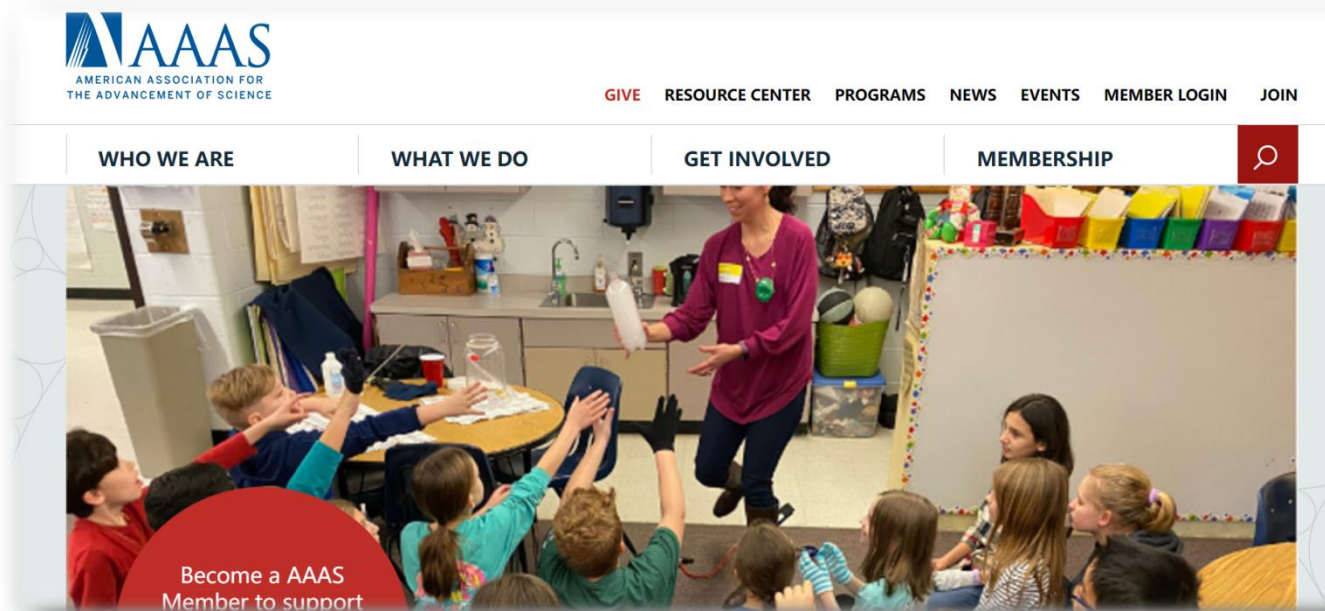 AAAS
AMERICAN ASSOCIATION FOR
THE ADVANCEMENT OF SCIENCE
GIVE RESOURCE CENTER PROGRAMS NEWS EVENTS MEMBER LOGIN JOIN
WHO WE ARE WHAT WE DO GET INVOLVED MEMBERSHIP
Become a AAAS
Member to support